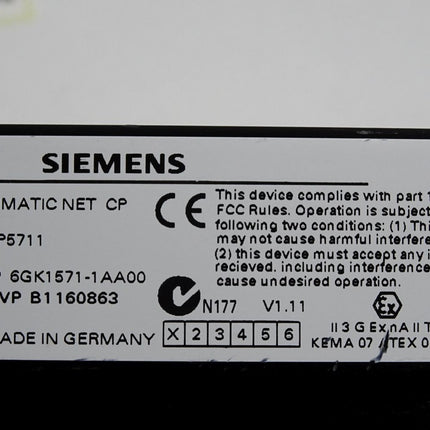 SIEMENS
MATIC NET CP
P5711
P 6GK1571-1AA00
VP B1160863
MADE IN GERMANY
X 2 3 4 5 6
CE
N177 V1.11
This device complies with part 1
FCC Rules. Operation is subject
following two conditions: (1) This
may not cause harmful interfere
(2) this device must accept any i
recieved. including interference
cause undesired operation.
Ex
II 3 G Ex nA II T
KEMA 07 ATEX 0